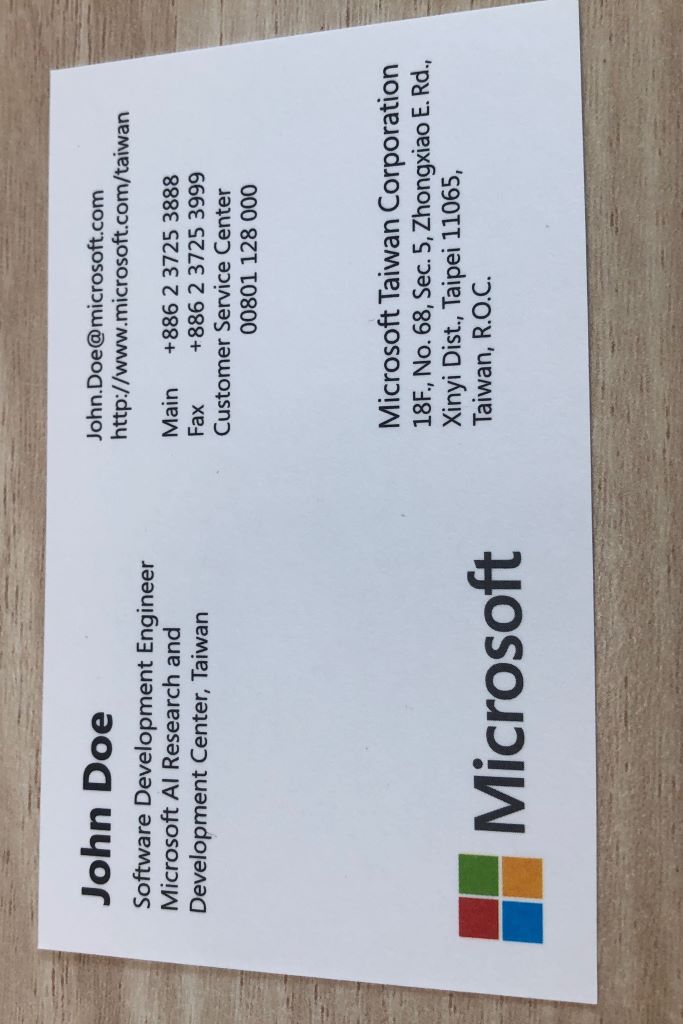 John Doe
Software Development Engineer
Microsoft AI Research and
Development Center, Taiwan
John.Doe@microsoft.com
http://www.microsoft.com/taiwan
Main +886 2 3725 3888
Fax +886 2 3725 3999
Customer Service Center
00801 128 000
Microsoft Taiwan Corporation
18F., No. 68, Sec. 5, Zhongxiao E. Rd.,
Xinyi Dist., Taipei 11065,
Taiwan, R.O.C.
Microsoft